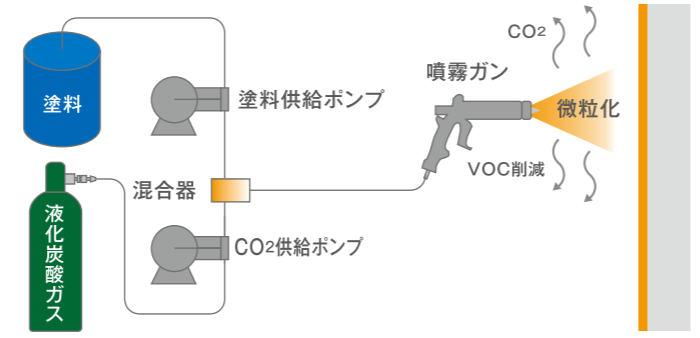 塗料
塗料供給ポンプ
噴霧ガン
CO2
微粒化
VOC削減
混合器
CO2供給ポンプ
液化炭酸ガス